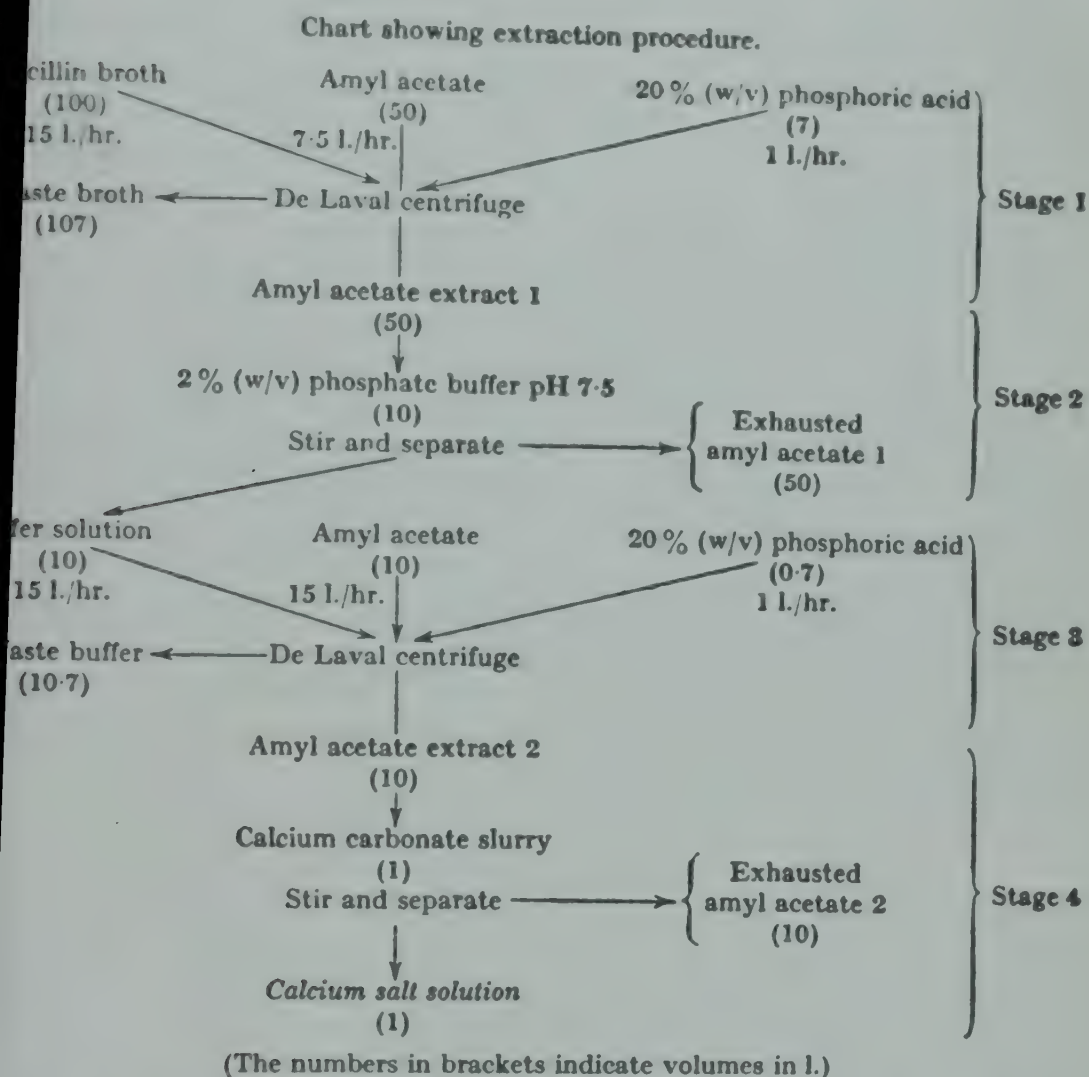 Chart showing extraction procedure.
cillin broth
(100)
15 l./hr.
Amyl acetate
(50)
7·5 l./hr.
20 % (w/v) phosphoric acid
(7)
1 l./hr.
aste broth
(107)
De Laval centrifuge
Stage 1
Amyl acetate extract 1
(50)
2 % (w/v) phosphate buffer pH 7·5
(10)
Stir and separate
Exhausted
amyl acetate 1
(50)
Stage 2
fer solution
(10)
15 l./hr.
Amyl acetate
(10)
15 l./hr.
20 % (w/v) phosphoric acid
(0·7)
1 l./hr.
aste buffer
(10·7)
De Laval centrifuge
Stage 3
Amyl acetate extract 2
(10)
Calcium carbonate slurry
(1)
Stir and separate
Exhausted
amyl acetate 2
(10)
Stage 4
Calcium salt solution
(1)
(The numbers in brackets indicate volumes in l.)